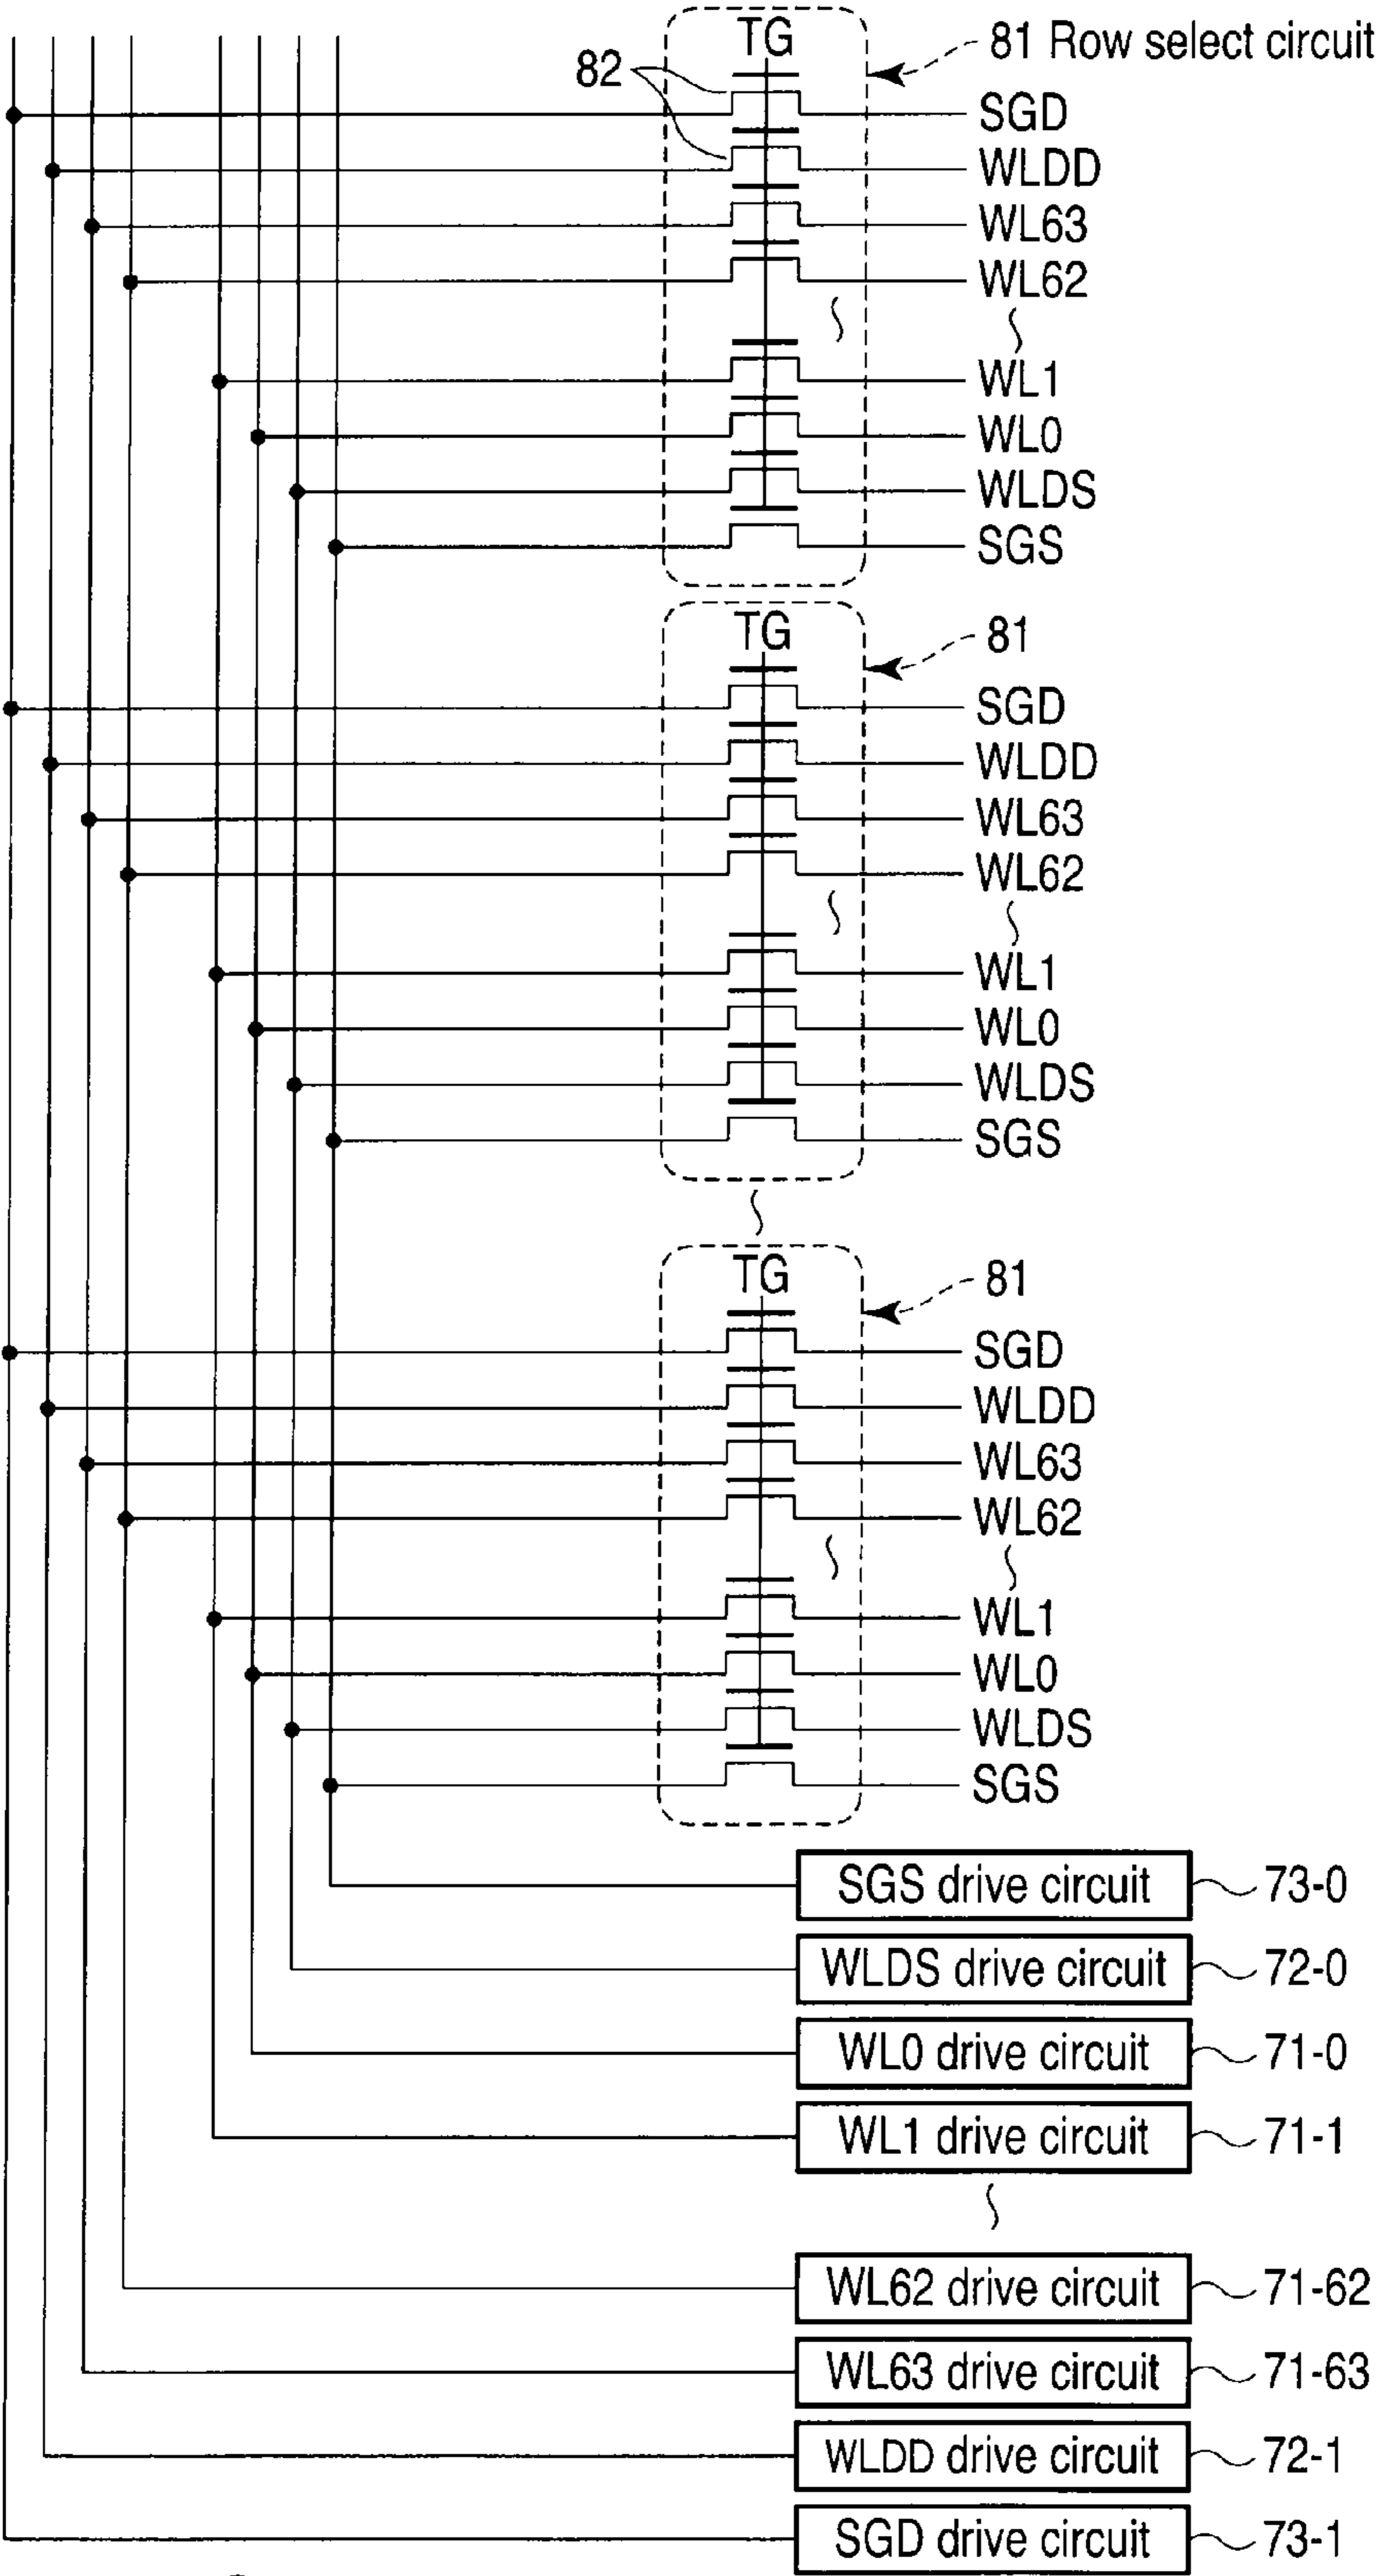 TG
81 Row select circuit
82
SGD
WLDD
WL63
WL62
WL1
WL0
WLDS
SGS
TG
81
SGD
WLDD
WL63
WL62
WL1
WL0
WLDS
SGS
TG
81
SGD
WLDD
WL63
WL62
WL1
WL0
WLDS
SGS
SGS drive circuit 73-0
WLDS drive circuit 72-0
WL0 drive circuit 71-0
WL1 drive circuit 71-1
WL62 drive circuit 71-62
WL63 drive circuit 71-63
WLDD drive circuit 72-1
SGD drive circuit 73-1